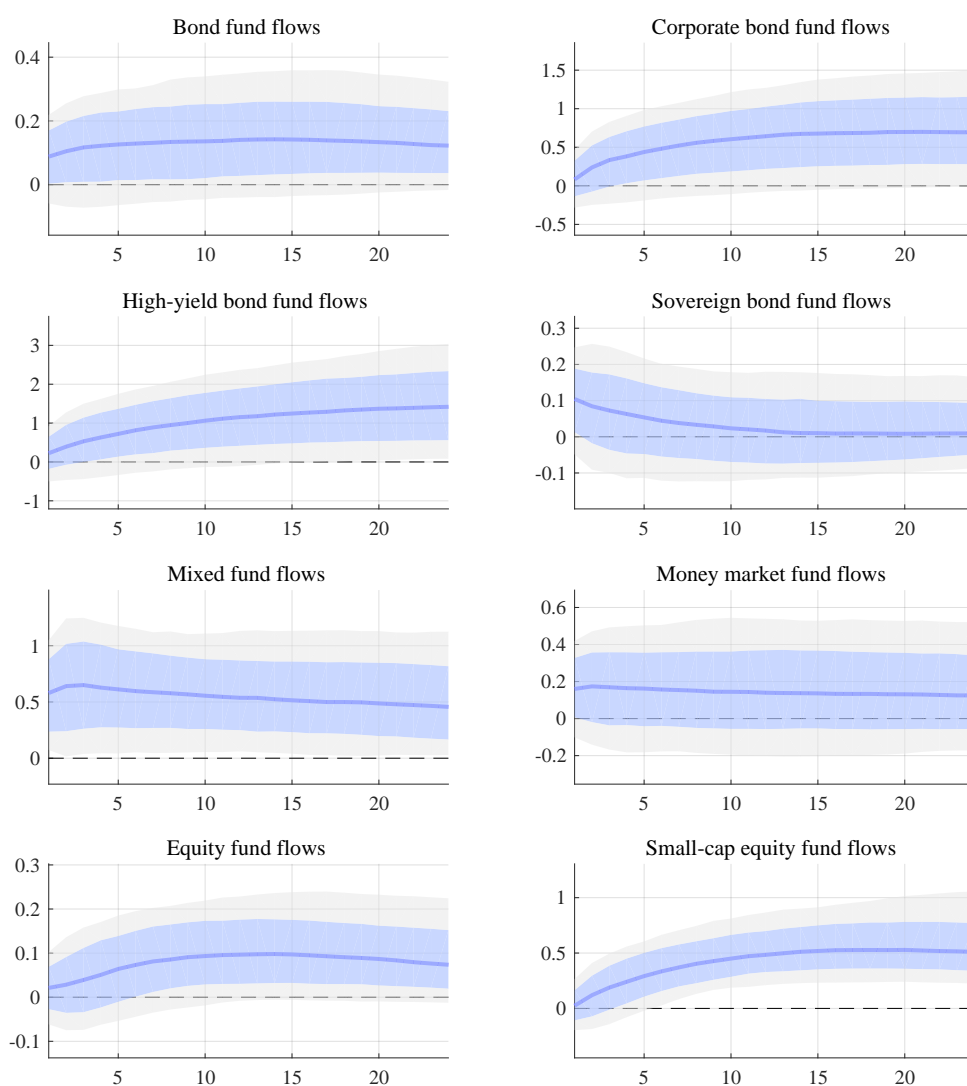 Bond fund flows
0.4
0.2
0
5 10 15 20
Corporate bond fund flows
1.5
1
0.5
0
-0.5
5 10 15 20
High-yield bond fund flows
3
2
1
0
-1
5 10 15 20
Sovereign bond fund flows
0.3
0.2
0.1
0
-0.1
5 10 15 20
Mixed fund flows
1
0.5
0
5 10 15 20
Money market fund flows
0.6
0.4
0.2
0
-0.2
5 10 15 20
Equity fund flows
0.3
0.2
0.1
0
-0.1
5 10 15 20
Small-cap equity fund flows
1
0.5
0
5 10 15 20